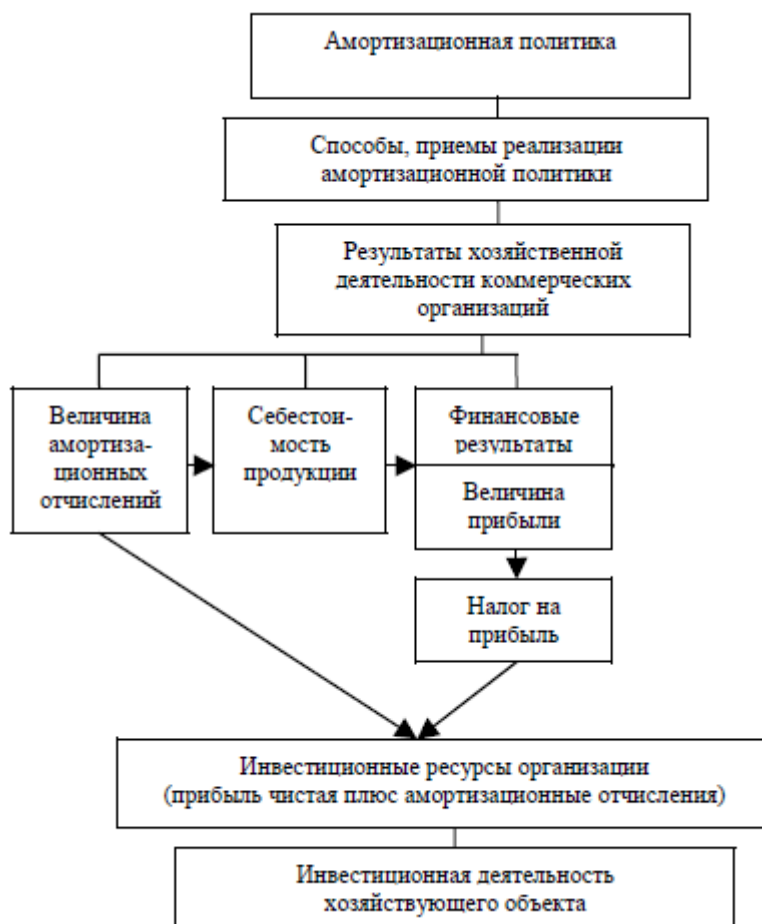 Амортизационная политика
Способы, приемы реализации
амортизационной политики
Результаты хозяйственной
деятельности коммерческих
организаций
Величина
амортиза-
ционных
отчислений
Себестои-
мость
продукции
Финансовые
результаты
Величина
прибыли
Налог на
прибыль
Инвестиционные ресурсы организации
(прибыль чистая плюс амортизационные отчисления)
Инвестиционная деятельность
хозяйствующего объекта